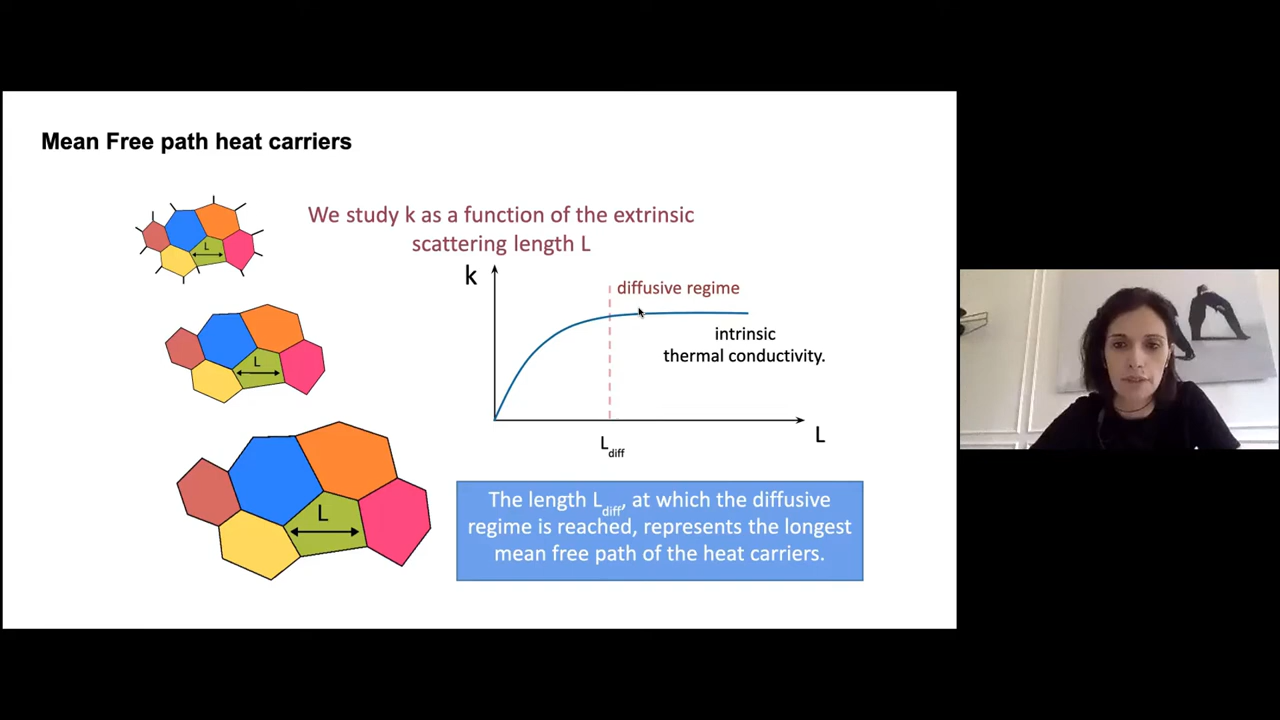 Mean Free path heat carriers
We study k as a function of the extrinsic
scattering length L
k
diffusive regime
intrinsic
thermal conductivity.
L
L
L
L
Ldiff
The length Ldiff, at which the diffusive
regime is reached, represents the longest
mean free path of the heat carriers.